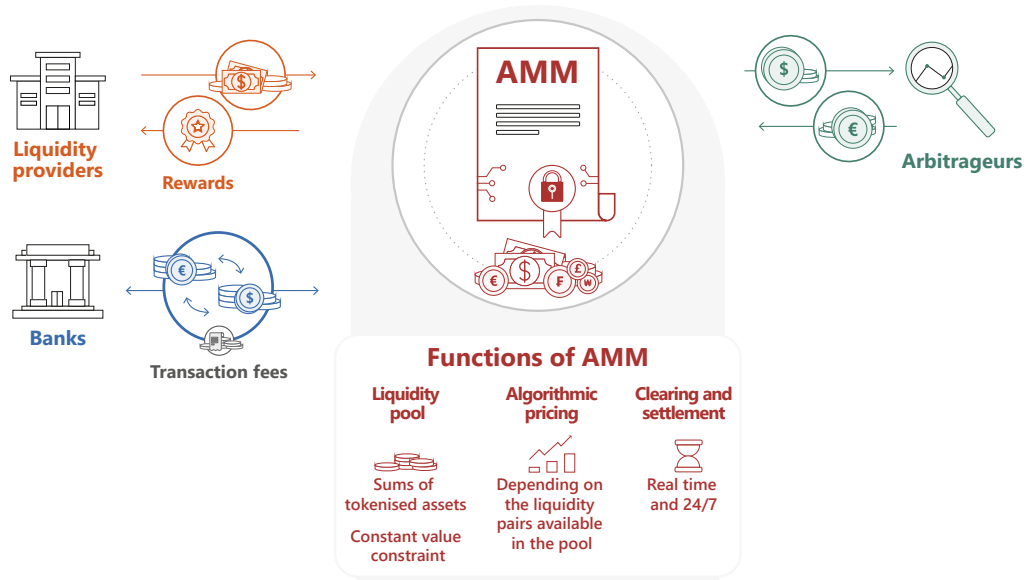 AMM
Liquidity
providers
Rewards
Arbitrageurs
Banks
Transaction fees
Functions of AMM
Liquidity
pool
Sums of
tokenised assets
Constant value
constraint
Algorithmic
pricing
Depending on
the liquidity
pairs available
in the pool
Clearing and
settlement
Real time
and 24/7